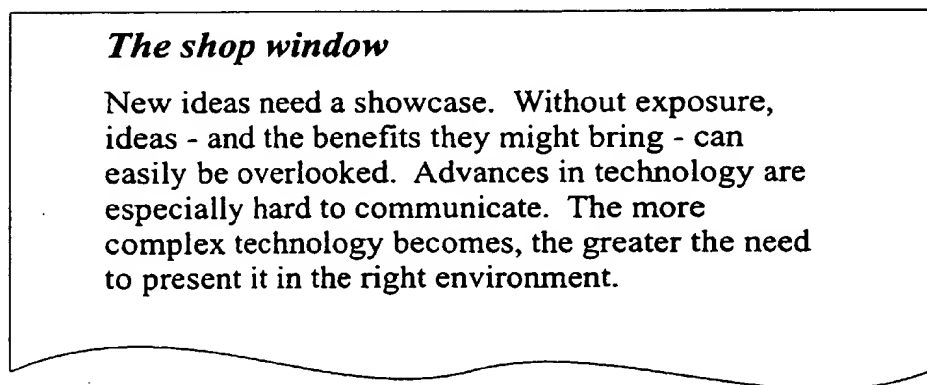 The shop window
New ideas need a showcase. Without exposure,
ideas - and the benefits they might bring - can
easily be overlooked. Advances in technology are
especially hard to communicate. The more
complex technology becomes, the greater the need
to present it in the right environment.